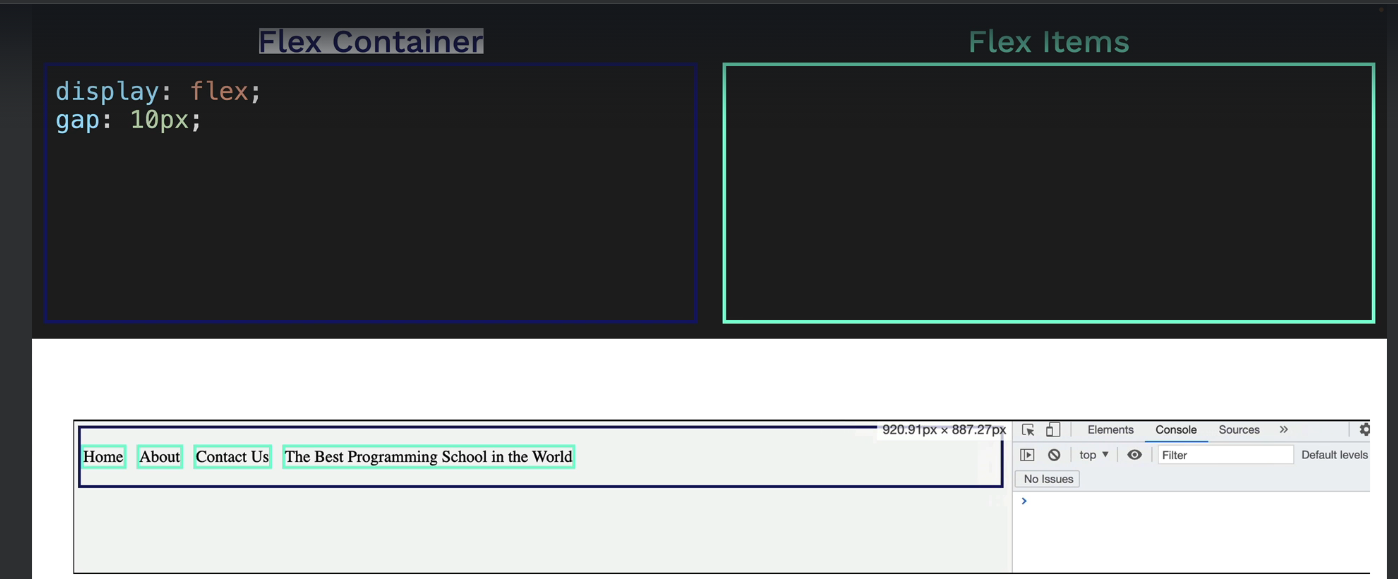 Flex Container
Flex Items
display: flex;
gap: 10px;
920.91px × 887.27px
Elements Console Sources »
Home About Contact Us The Best Programming School in the World
top ▼ Filter Default levels
No Issues
>